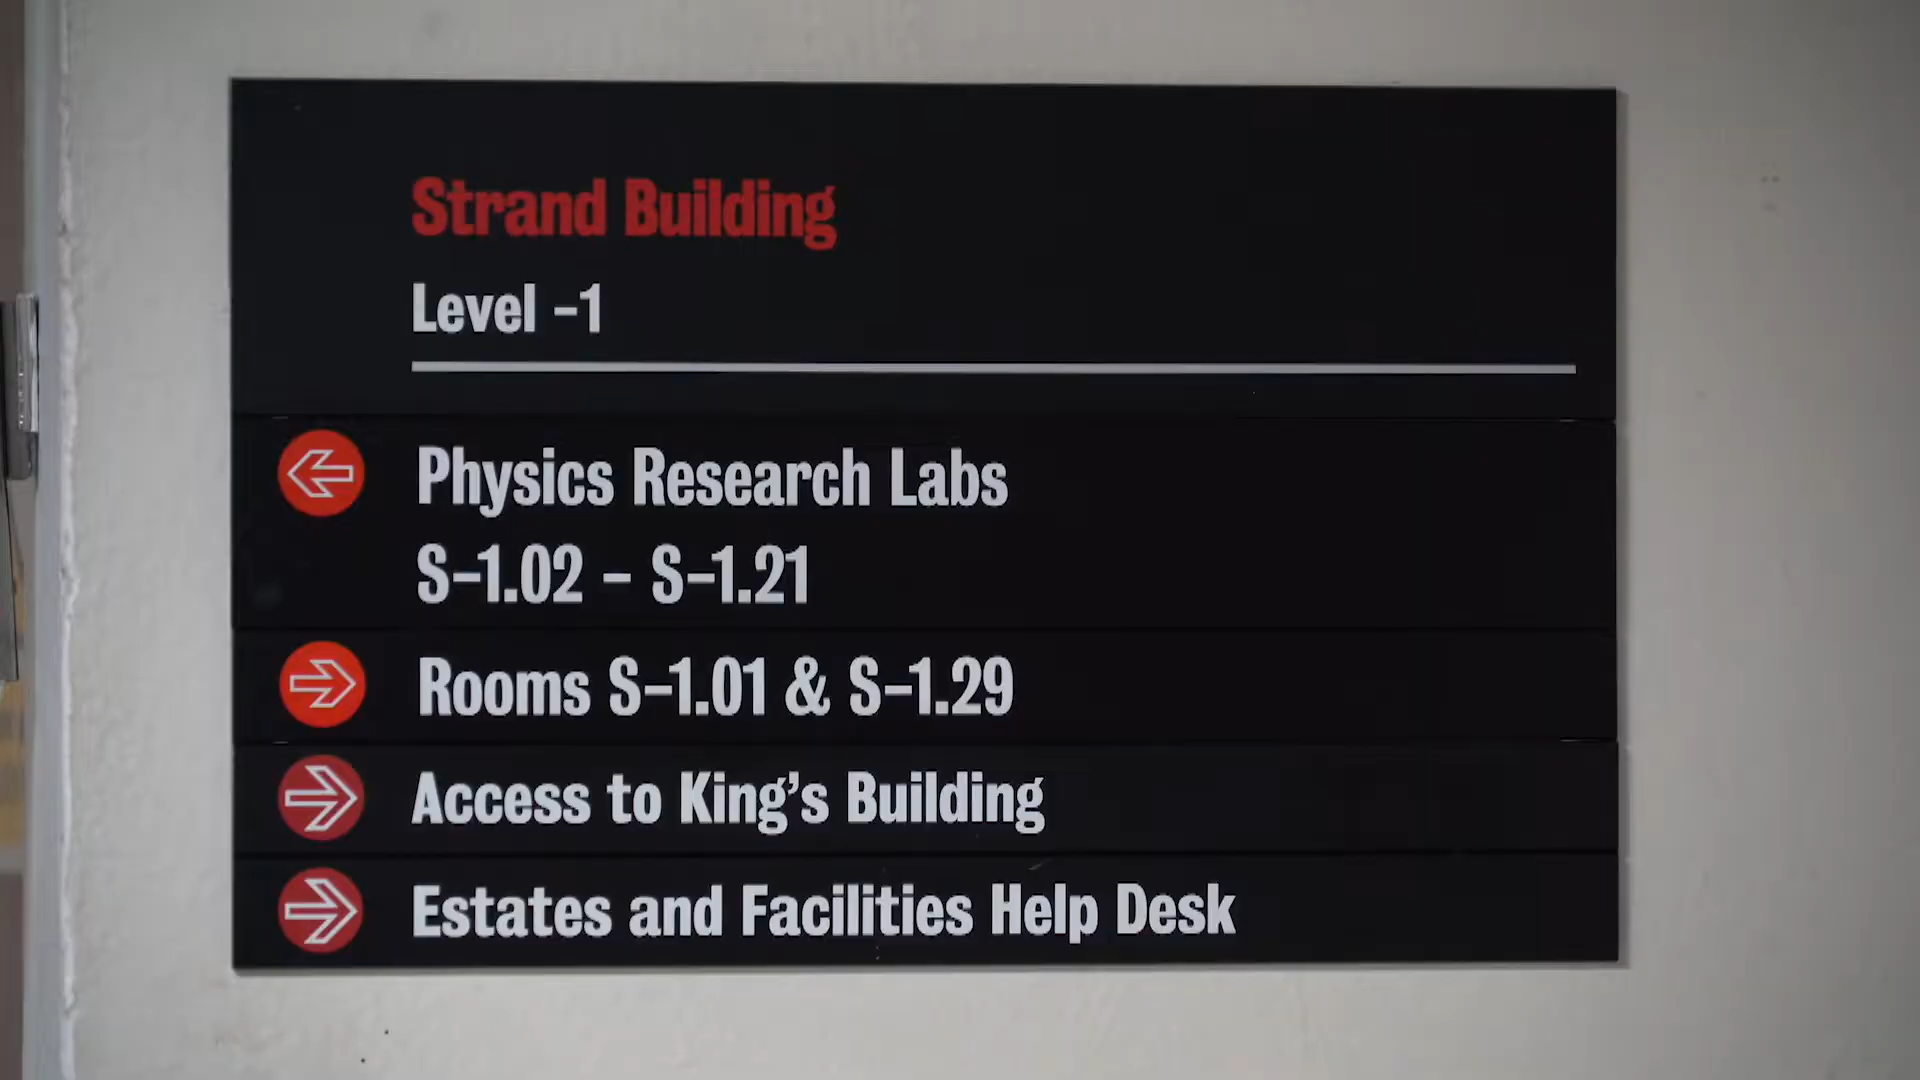 Strand Building
Level -1
Physics Research Labs
S-1.02 - S-1.21
Rooms S-1.01 & S-1.29
Access to King's Building
Estates and Facilities Help Desk